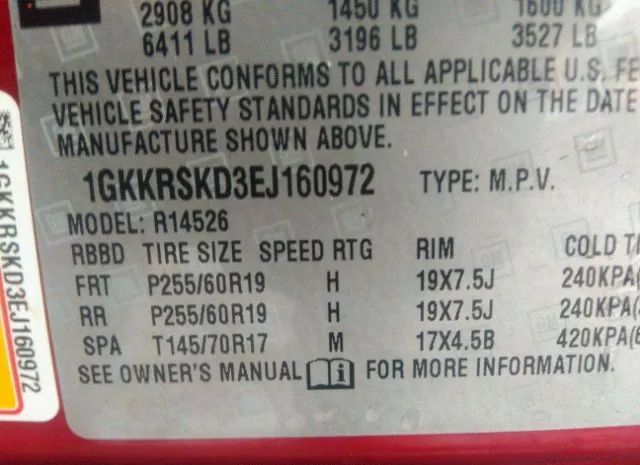 2908 KG 1450 KG 1600 KG
6411 LB 3196 LB 3527 LB
THIS VEHICLE CONFORMS TO ALL APPLICABLE U.S. FE
VEHICLE SAFETY STANDARDS IN EFFECT ON THE DATE
MANUFACTURE SHOWN ABOVE.
1GKKRSKD3EJ160972 TYPE: M.P.V.
MODEL: R14526
RBBD TIRE SIZE SPEED RTG RIM COLD TI
FRT P255/60R19 H 19X7.5J 240KPA(
RR P255/60R19 H 19X7.5J 240KPA(
SPA T145/70R17 M 17X4.5B 420KPA(6
SEE OWNER'S MANUAL i FOR MORE INFORMATION.
1GKKRSKD3EJ160972